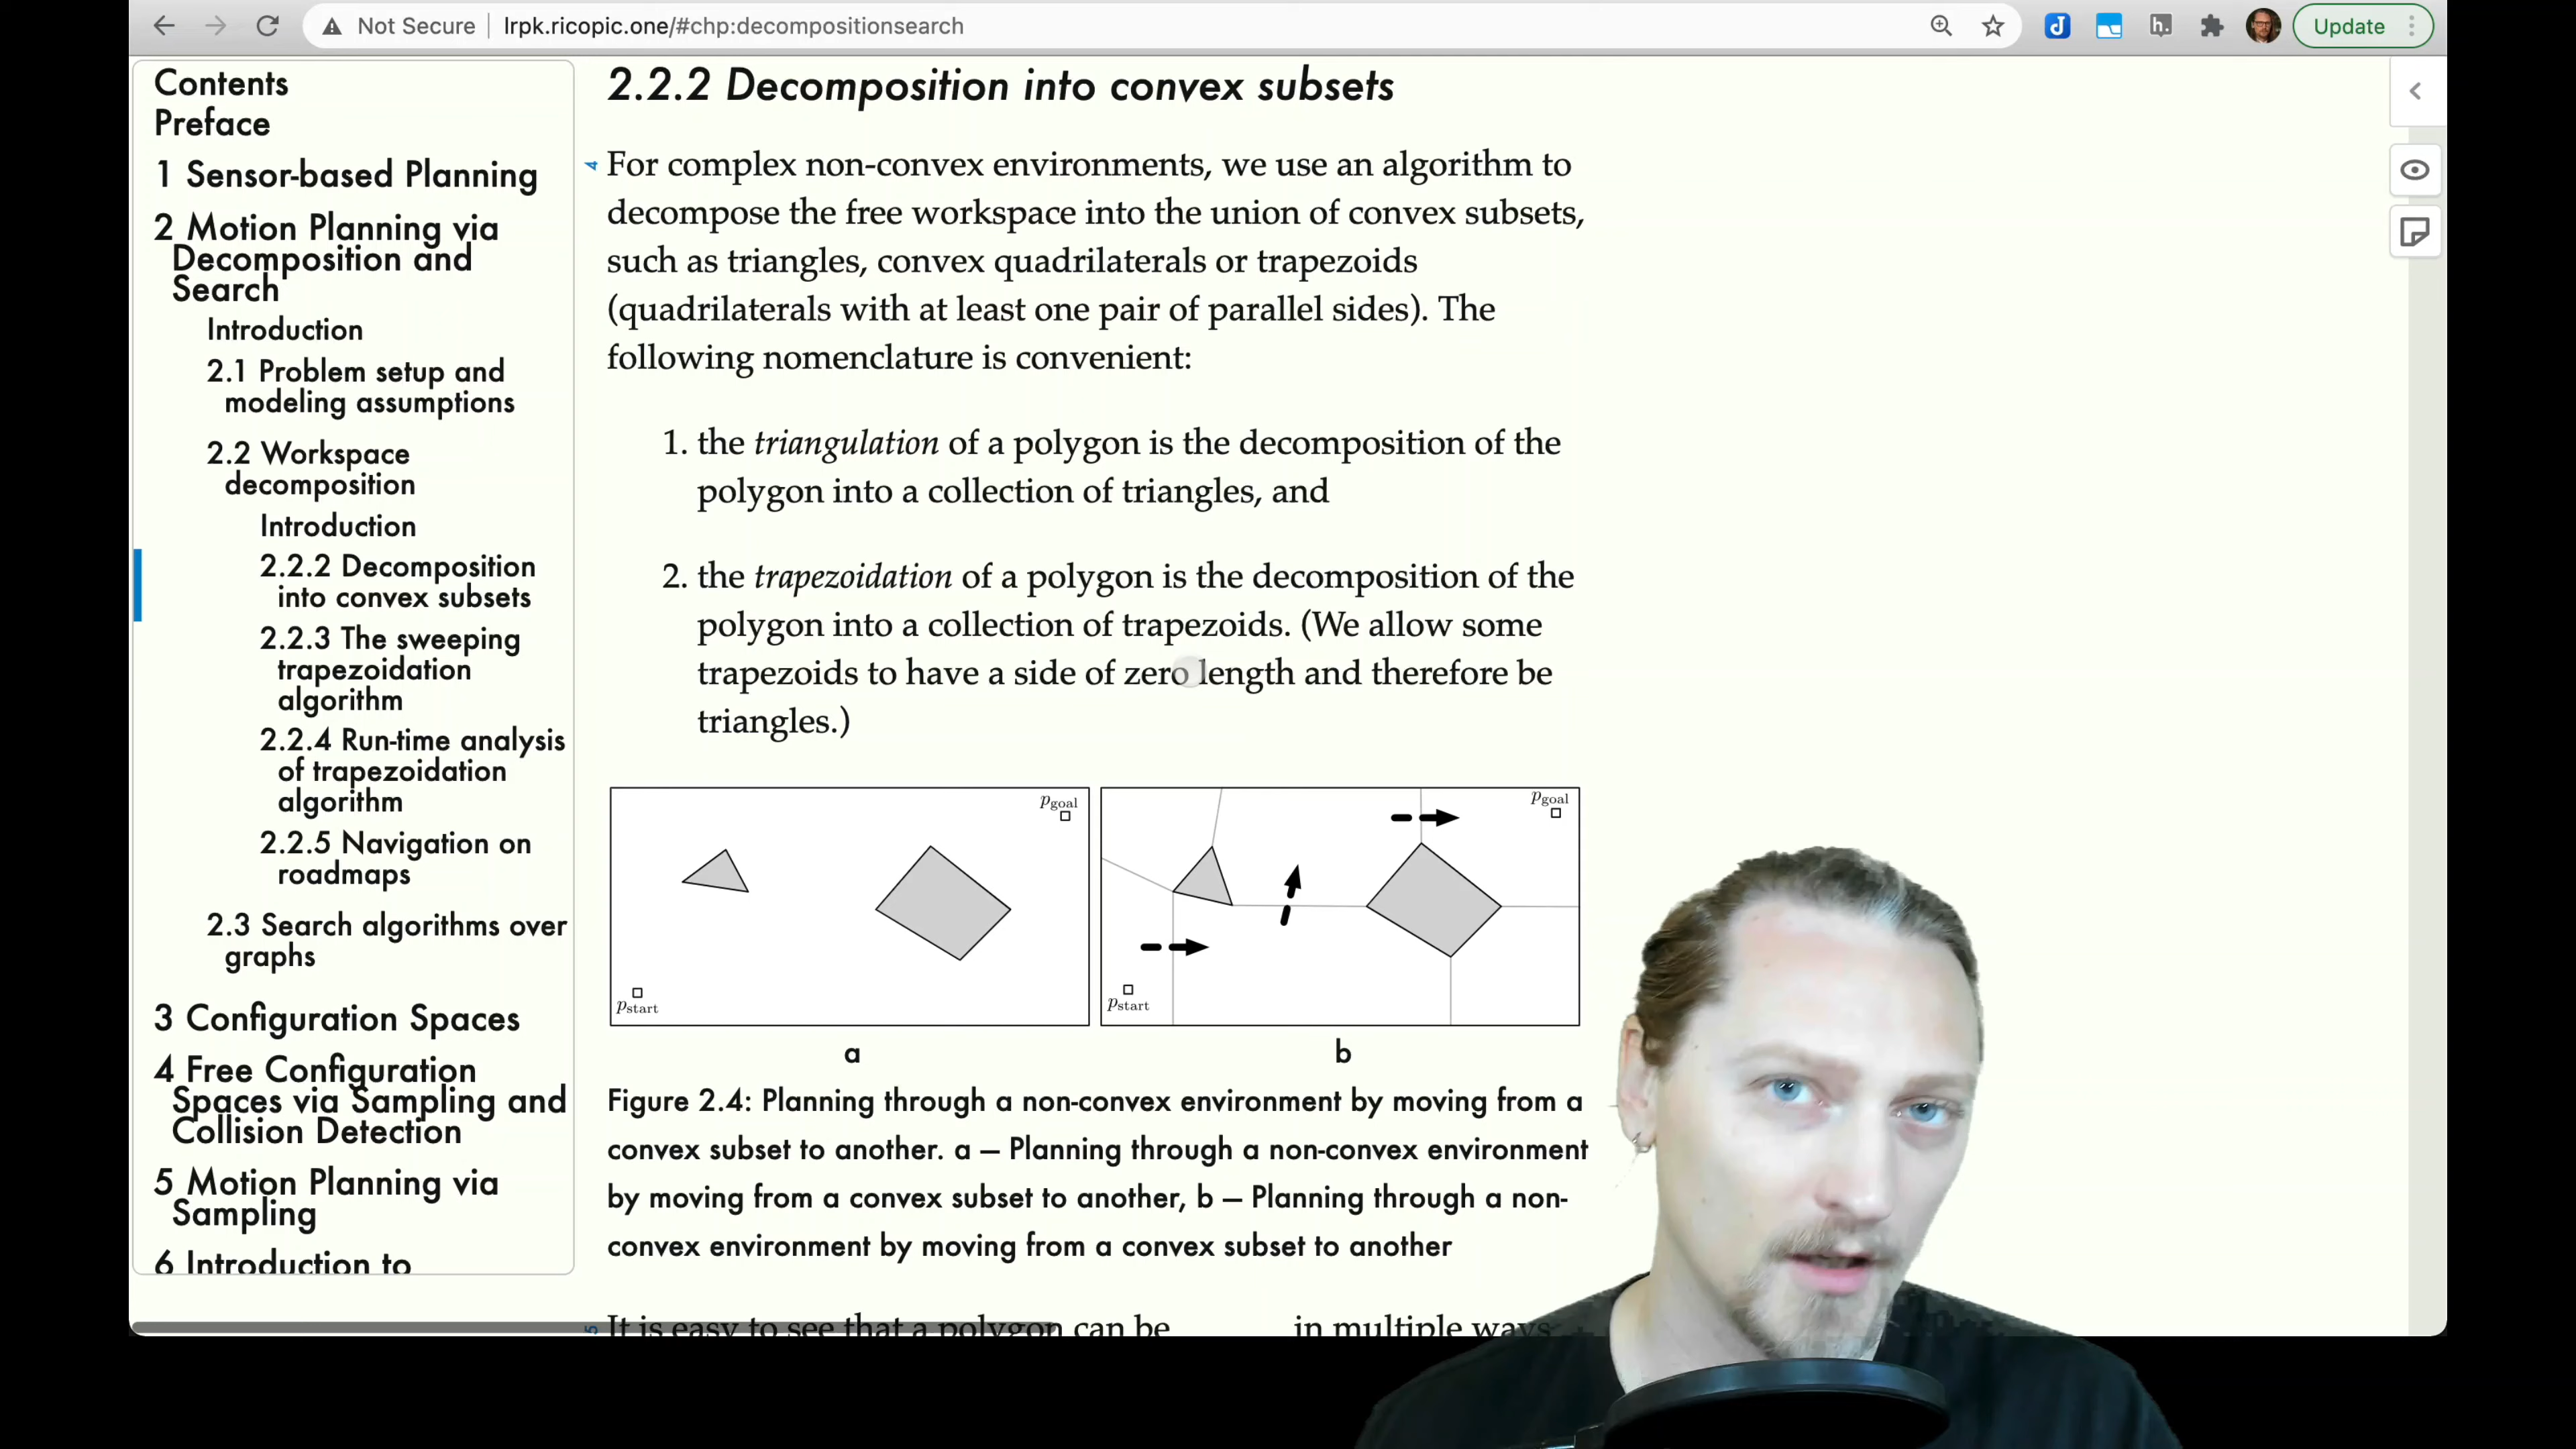 Not Secure
lrpk.ricopic.one/#chp:decompositionsearch
Update
Contents
Preface
1 Sensor-based Planning
2 Motion Planning via
Decomposition and
Search
Introduction
2.1 Problem setup and
modeling assumptions
2.2 Workspace
decomposition
Introduction
2.2.2 Decomposition
into convex subsets
2.2.3 The sweeping
trapezoidation
algorithm
2.2.4 Run-time analysis
of trapezoidation
algorithm
2.2.5 Navigation on
roadmaps
2.3 Search algorithms over
graphs
3 Configuration Spaces
4 Free Configuration
Spaces via Sampling and
Collision Detection
5 Motion Planning via
Sampling
6 Introduction to
2.2.2 Decomposition into convex subsets
4
For complex non-convex environments, we use an algorithm to
decompose the free workspace into the union of convex subsets,
such as triangles, convex quadrilaterals or trapezoids
(quadrilaterals with at least one pair of parallel sides). The
following nomenclature is convenient:
1. the triangulation of a polygon is the decomposition of the
polygon into a collection of triangles, and
2. the trapezoidation of a polygon is the decomposition of the
polygon into a collection of trapezoids. (We allow some
trapezoids to have a side of zero length and therefore be
triangles.)
pgoal
pstart
a
pgoal
pstart
b
Figure 2.4: Planning through a non-convex environment by moving from a
convex subset to another. a — Planning through a non-convex environment
by moving from a convex subset to another, b — Planning through a non-
convex environment by moving from a convex subset to another
5
It is easy to see that a polygon can be in multiple ways